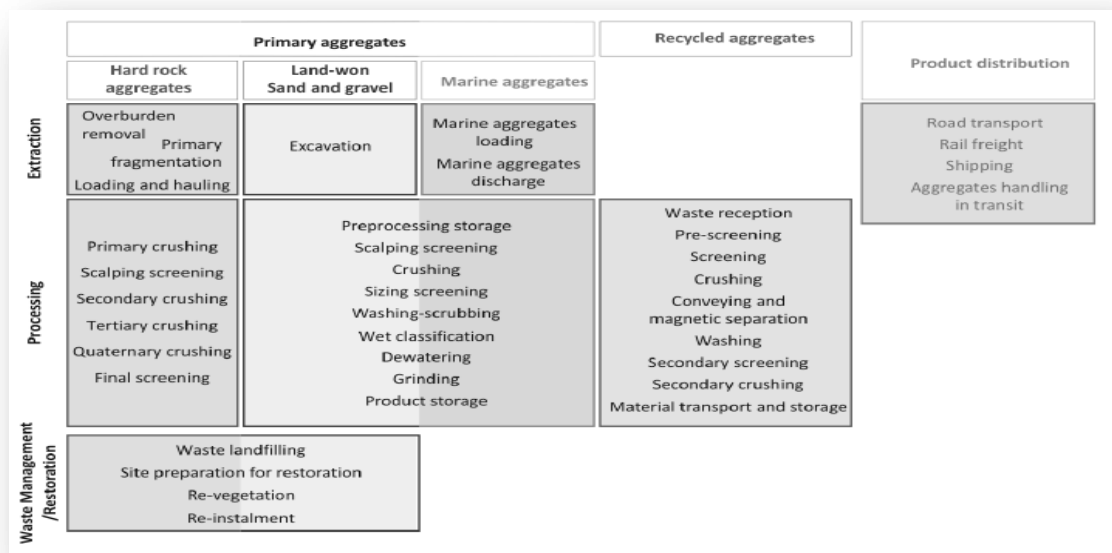 Primary aggregates
Recycled aggregates
Product distribution
Hard rock
aggregates
Land-won
Sand and gravel
Marine aggregates
Extraction
Overburden
removal
Primary
fragmentation
Loading and hauling
Excavation
Marine aggregates
loading
Marine aggregates
discharge
Road transport
Rail freight
Shipping
Aggregates handling
in transit
Processing
Primary crushing
Scalping screening
Secondary crushing
Tertiary crushing
Quaternary crushing
Final screening
Preprocessing storage
Scalping screening
Crushing
Sizing screening
Washing-scrubbing
Wet classification
Dewatering
Grinding
Product storage
Waste reception
Pre-screening
Screening
Crushing
Conveying and
magnetic separation
Washing
Secondary screening
Secondary crushing
Material transport and storage
Waste Management
/Restoration
Waste landfilling
Site preparation for restoration
Re-vegetation
Re-instalment